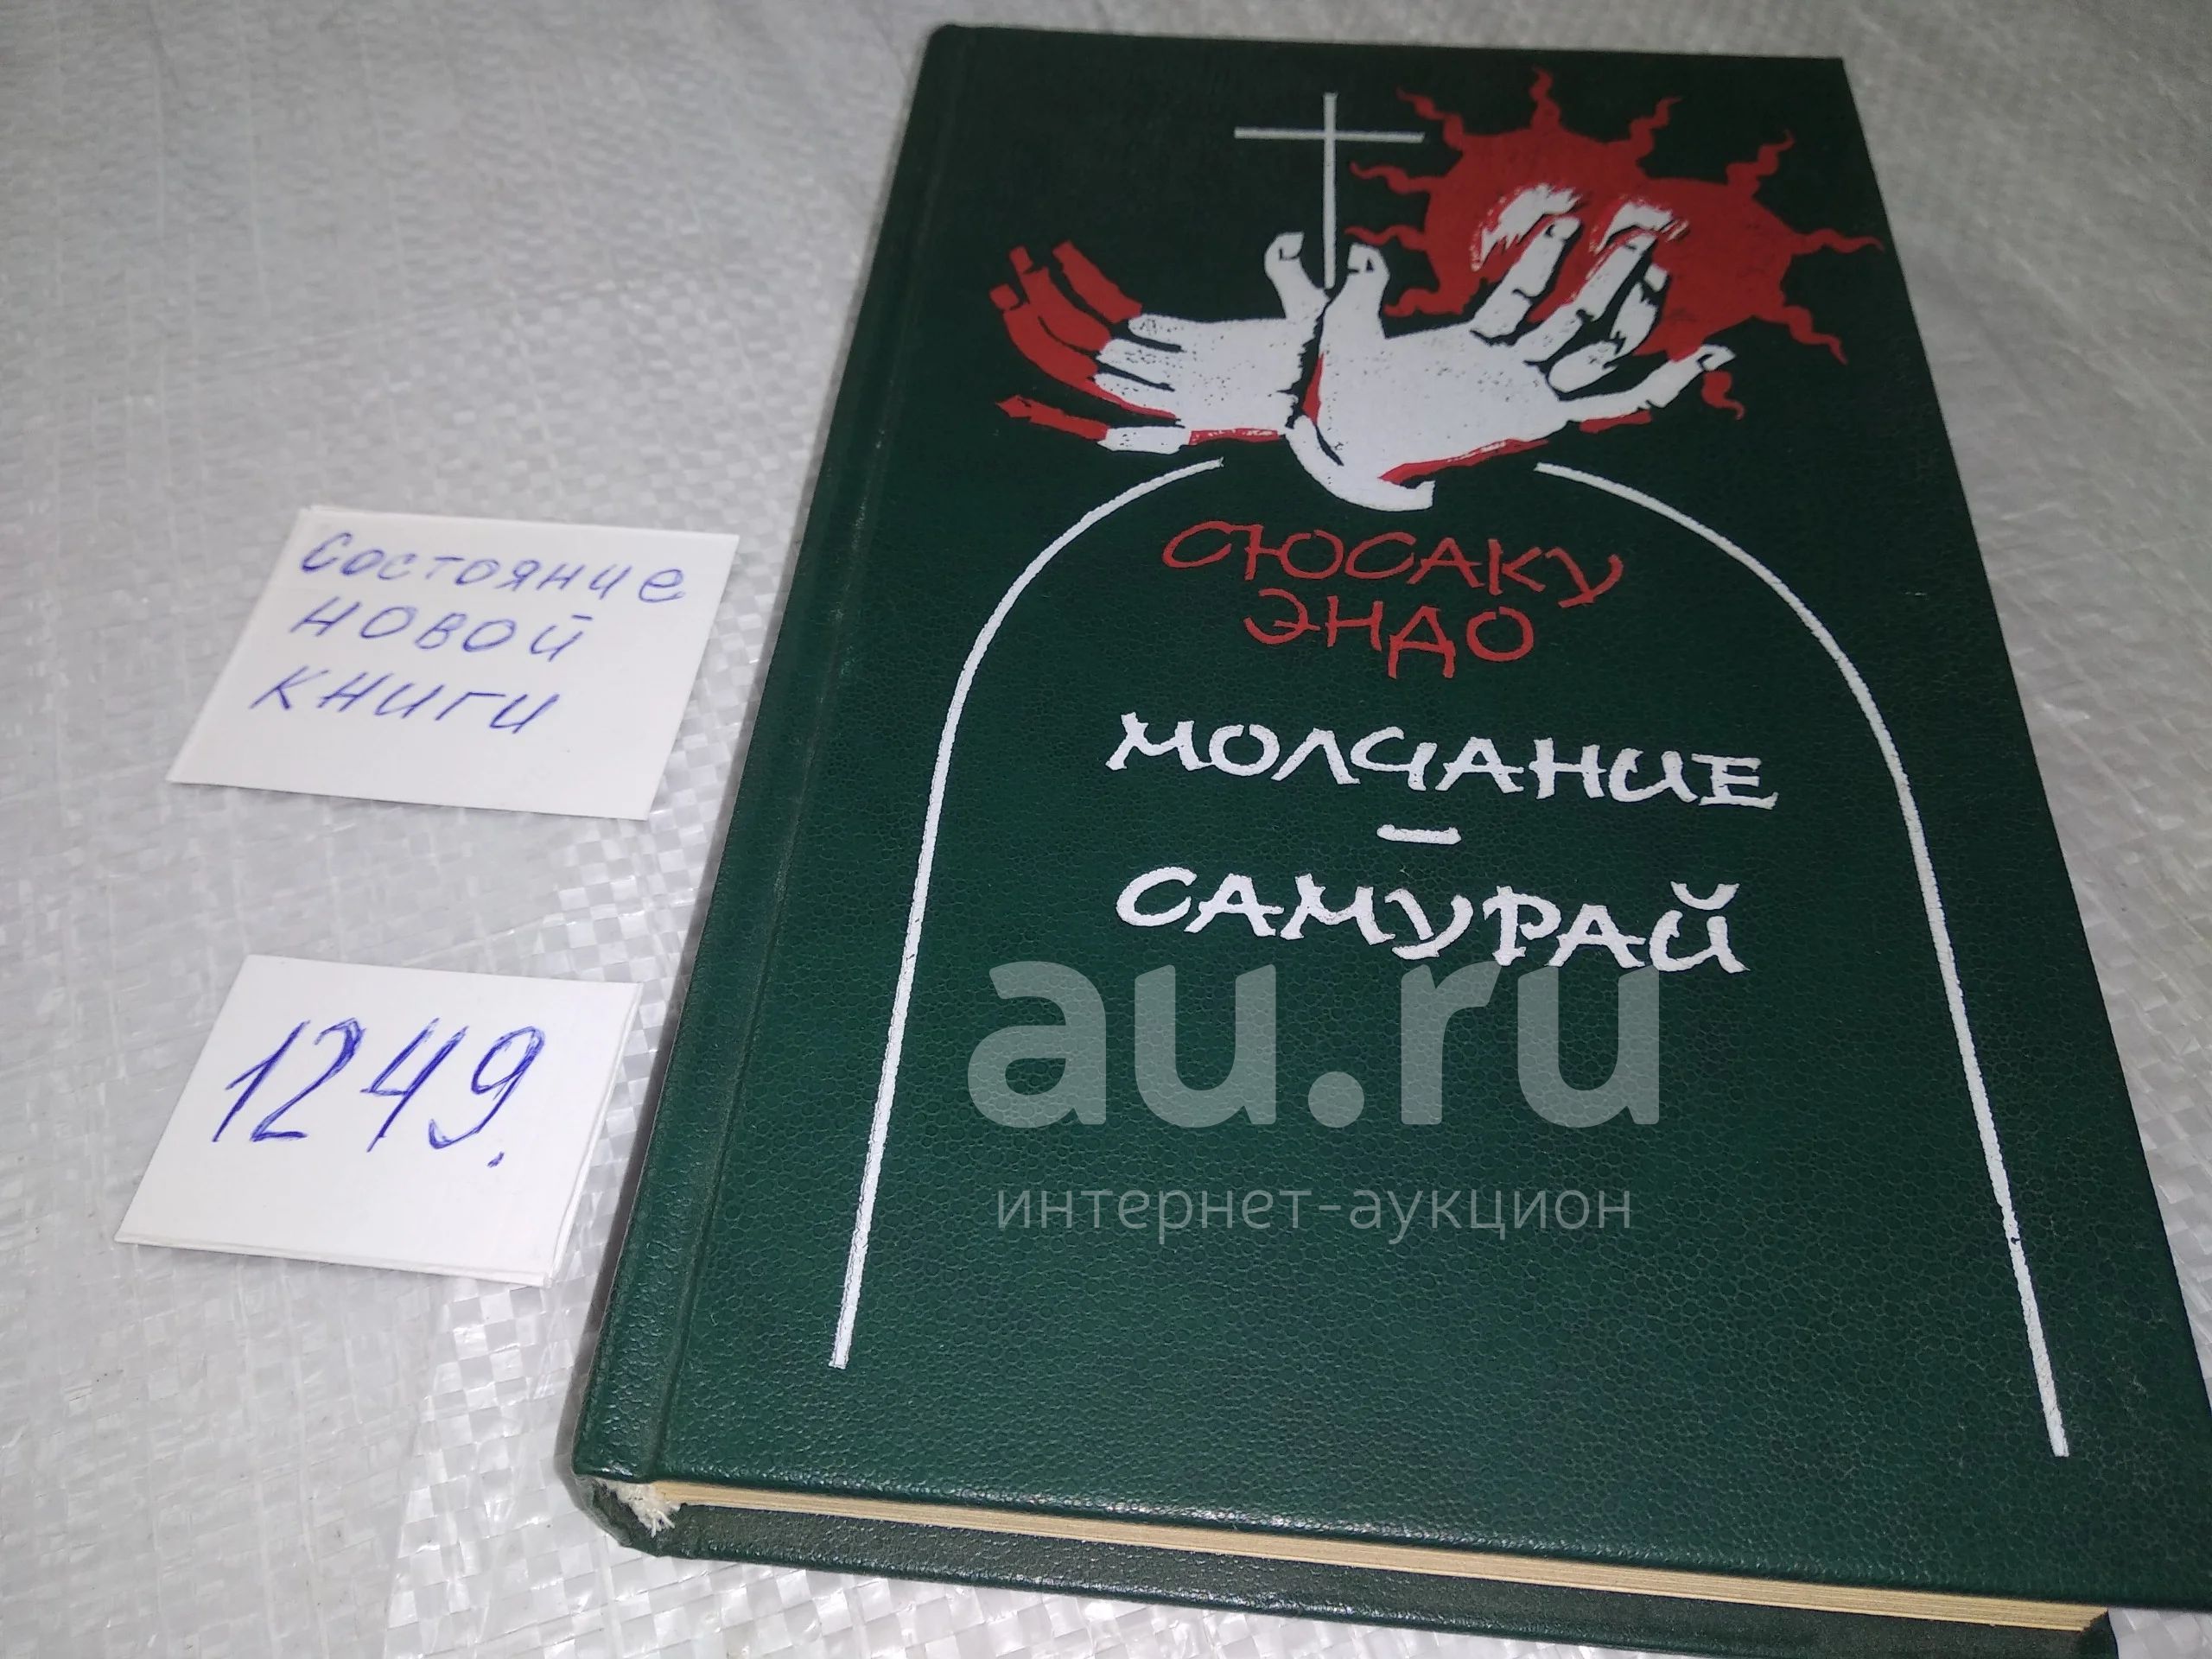 Состояние
новой
книги
1249.
СЮСАКУ
ЭНДО
МОЛЧАНИЕ
–
САМУРАЙ
au.ru
интернет-аукцион